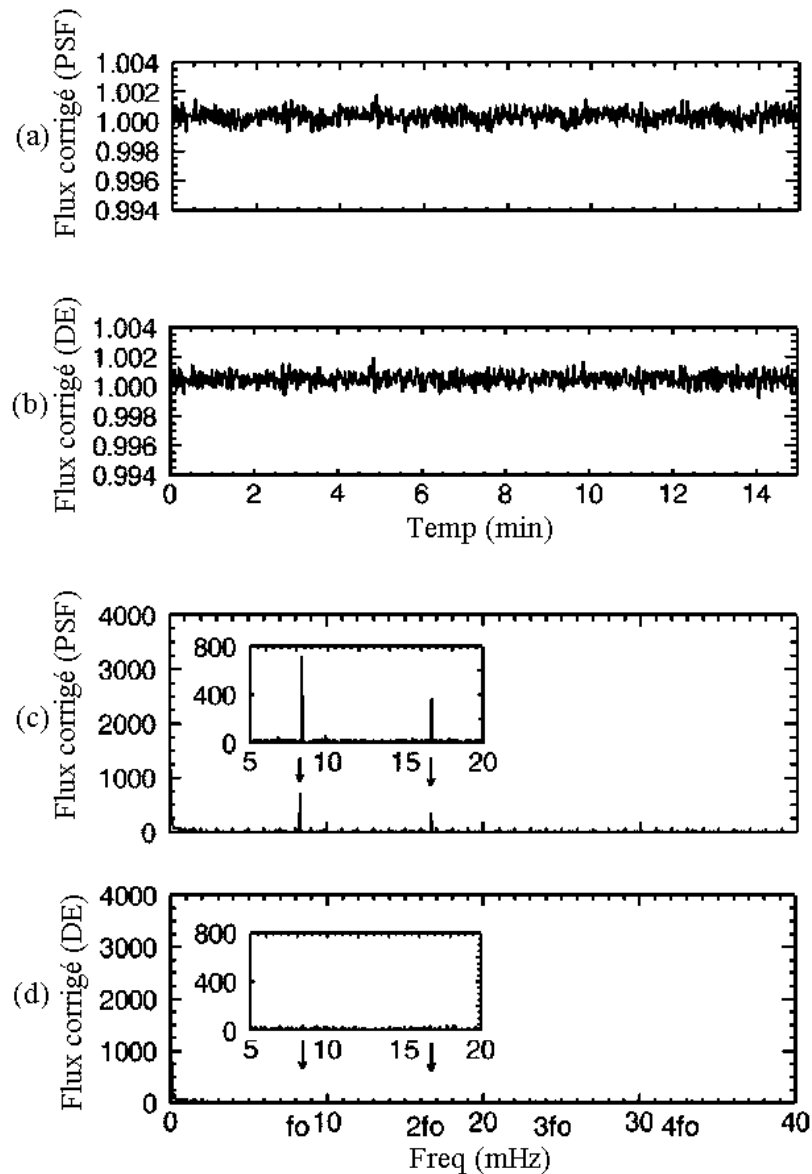 Flux corrigé (PSF)
1.004
1.002
1.000
0.998
0.996
0.994
(a)
Flux corrigé (DE)
1.004
1.002
1.000
0.998
0.996
0.994
(b)
0 2 4 6 8 10 12 14
Temp (min)
Flux corrigé (PSF)
4000
3000
2000
1000
0
(c)
800
400
0
5 10 15 20
Flux corrigé (DE)
4000
3000
2000
1000
0
(d)
800
400
0
5 10 15 20
0 fo 10 2fo 20 3fo 30 4fo 40
Freq (mHz)